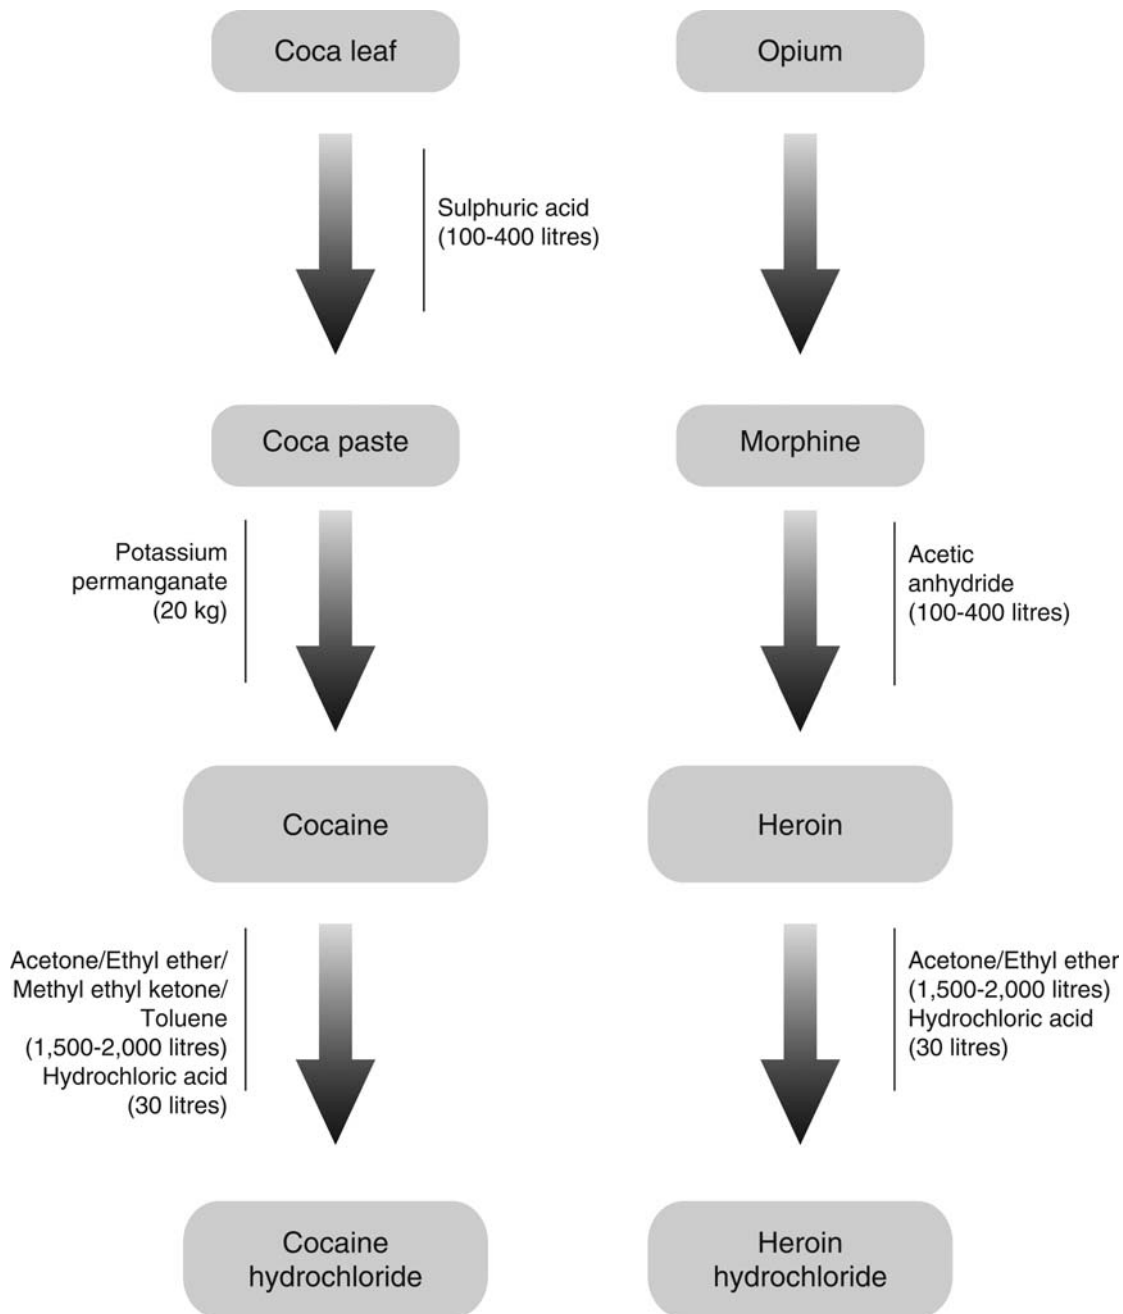 Coca leaf
Opium
Sulphuric acid
(100-400 litres)
Coca paste
Morphine
Potassium
permanganate
(20 kg)
Acetic
anhydride
(100-400 litres)
Cocaine
Heroin
Acetone/Ethyl ether/
Methyl ethyl ketone/
Toluene
(1,500-2,000 litres)
Hydrochloric acid
(30 litres)
Acetone/Ethyl ether
(1,500-2,000 litres)
Hydrochloric acid
(30 litres)
Cocaine
hydrochloride
Heroin
hydrochloride